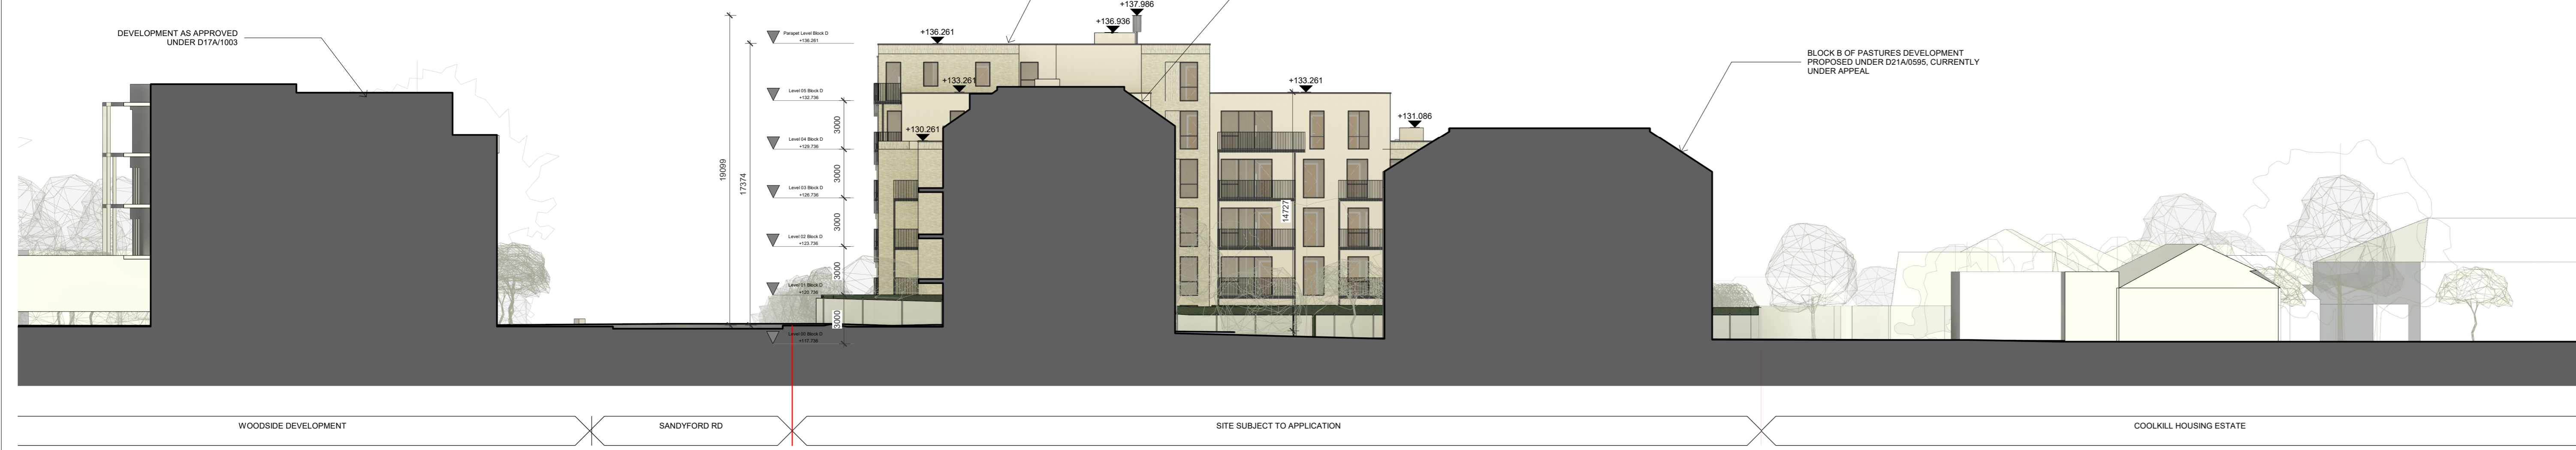 DEVELOPMENT AS APPROVED
UNDER D17A/1003
19099
17374
Parapet Level Block D
+136.261
Level 05 Block D
+132.736
3000
Level 04 Block D
+129.736
3000
Level 03 Block D
+126.736
3000
Level 02 Block D
+123.736
3000
Level 01 Block D
+120.736
3000
Level 00 Block D
+117.736
+136.261
+137.986
+136.936
+133.261
+130.261
+133.261
14727
+131.086
BLOCK B OF PASTURES DEVELOPMENT
PROPOSED UNDER D21A/0595, CURRENTLY
UNDER APPEAL
WOODSIDE DEVELOPMENT
SANDYFORD RD
SITE SUBJECT TO APPLICATION
COOLKILL HOUSING ESTATE